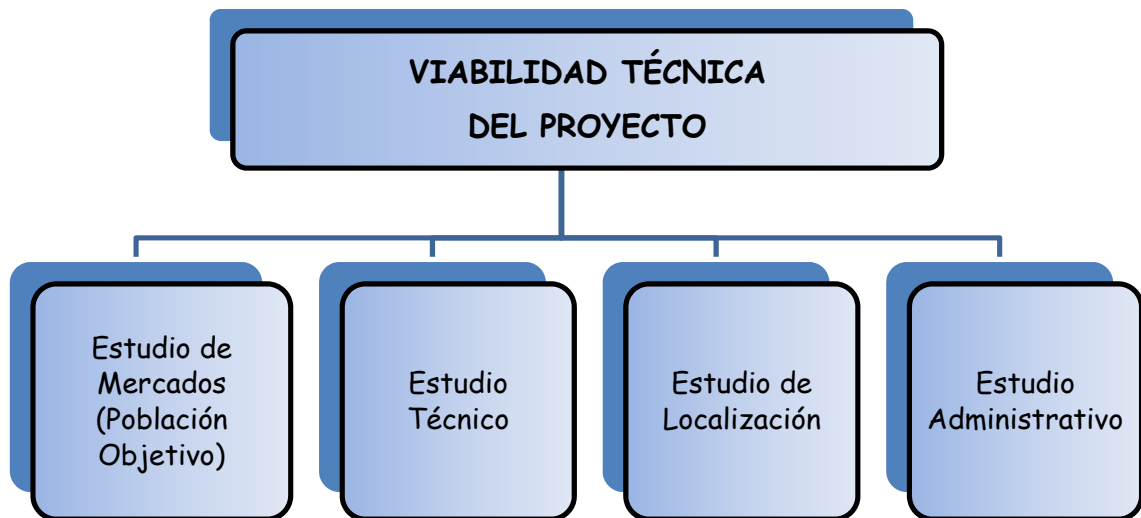 VIABILIDAD TÉCNICA
DEL PROYECTO
Estudio de
Mercados
(Población
Objetivo)
Estudio
Técnico
Estudio de
Localización
Estudio
Administrativo